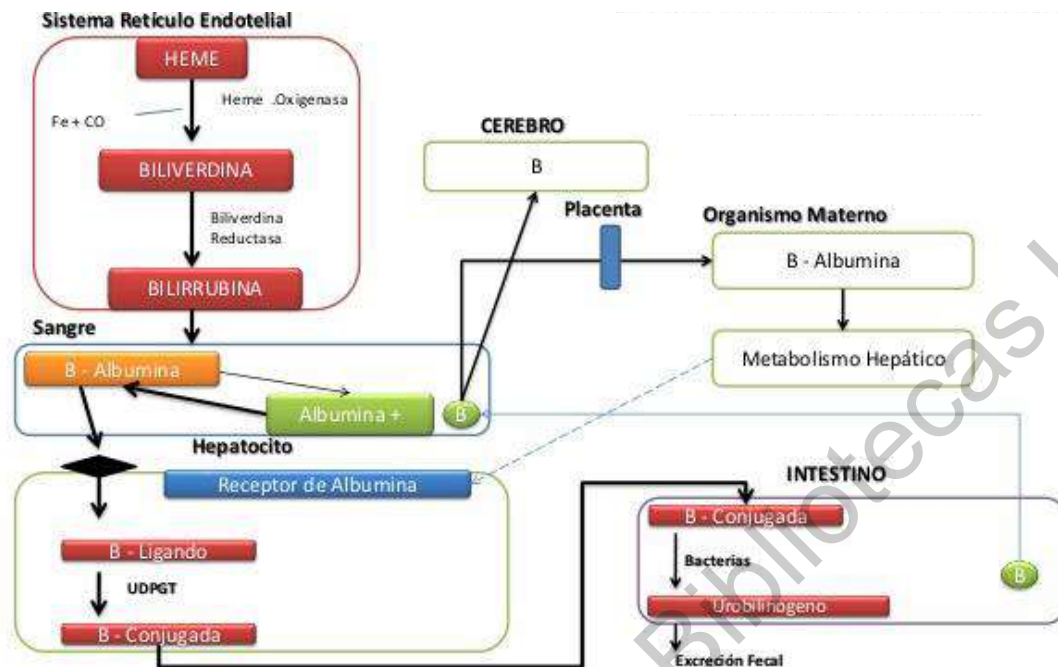 Sistema Retículo Endotelial
HEME
Heme .Oxigenasa
Fe + CO
BILIVERDINA
Biliverdina
Reductasa
BILIRRUBINA
CEREBRO
B
Placenta
Organismo Materno
B - Albumina
Metabolismo Hepático
Sangre
B - Albumina
Albumina +
B
Hepatocito
Receptor de Albumina
B - Ligando
UDPGT
B - Conjugada
INTESTINO
B - Conjugada
Bacterias
B
Urobilinógeno
Excreción Fecal
Bibliotecas